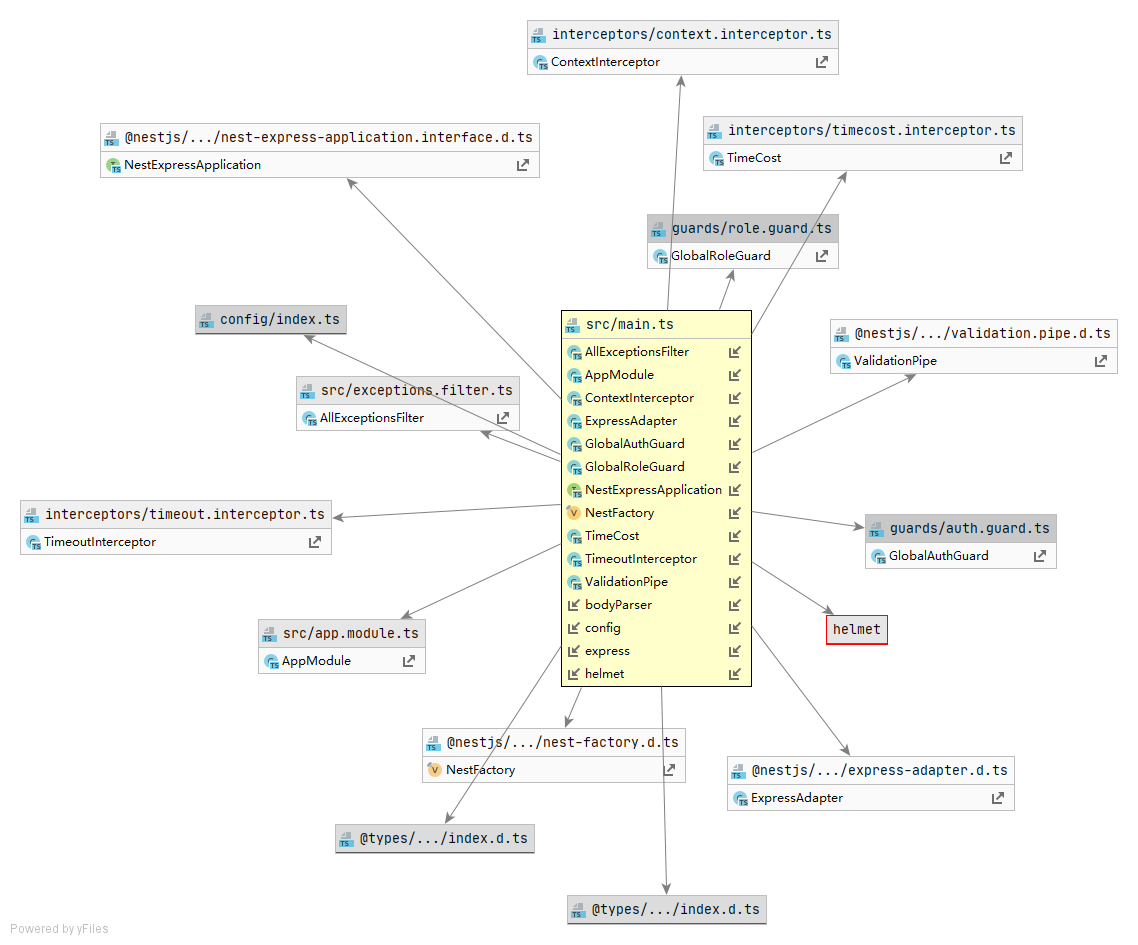 interceptors/context.interceptor.ts
ContextInterceptor
@nestjs/.../nest-express-application.interface.d.ts
NestExpressApplication
interceptors/timecost.interceptor.ts
TimeCost
guards/role.guard.ts
GlobalRoleGuard
config/index.ts
src/exceptions.filter.ts
AllExceptionsFilter
src/main.ts
AllExceptionsFilter
AppModule
ContextInterceptor
ExpressAdapter
GlobalAuthGuard
GlobalRoleGuard
NestExpressApplication
NestFactory
TimeCost
TimeoutInterceptor
ValidationPipe
bodyParser
config
express
helmet
@nestjs/.../validation.pipe.d.ts
ValidationPipe
interceptors/timeout.interceptor.ts
TimeoutInterceptor
guards/auth.guard.ts
GlobalAuthGuard
src/app.module.ts
AppModule
helmet
@nestjs/.../nest-factory.d.ts
NestFactory
@nestjs/.../express-adapter.d.ts
ExpressAdapter
@types/.../index.d.ts
@types/.../index.d.ts
Powered by yFiles